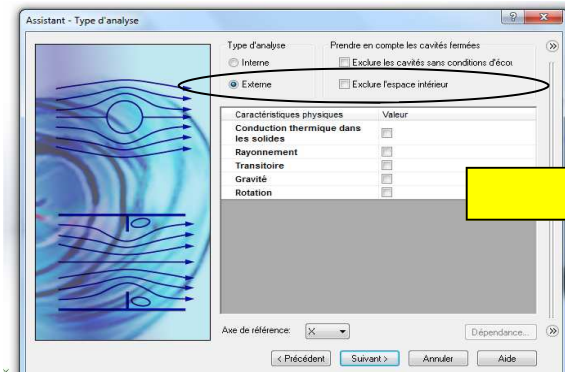 Assistant - Type d'analyse
Type d'analyse
Prendre en compte les cavités fermées
Interne
Exclure les cavités sans conditions d'écou
Externe
Exclure l'espace intérieur
Caractéristiques physiques Valeur
Conduction thermique dans
les solides
Rayonnement
Transitoire
Gravité
Rotation
Axe de référence: X
Dépendance...
< Précédent Suivant > Annuler Aide